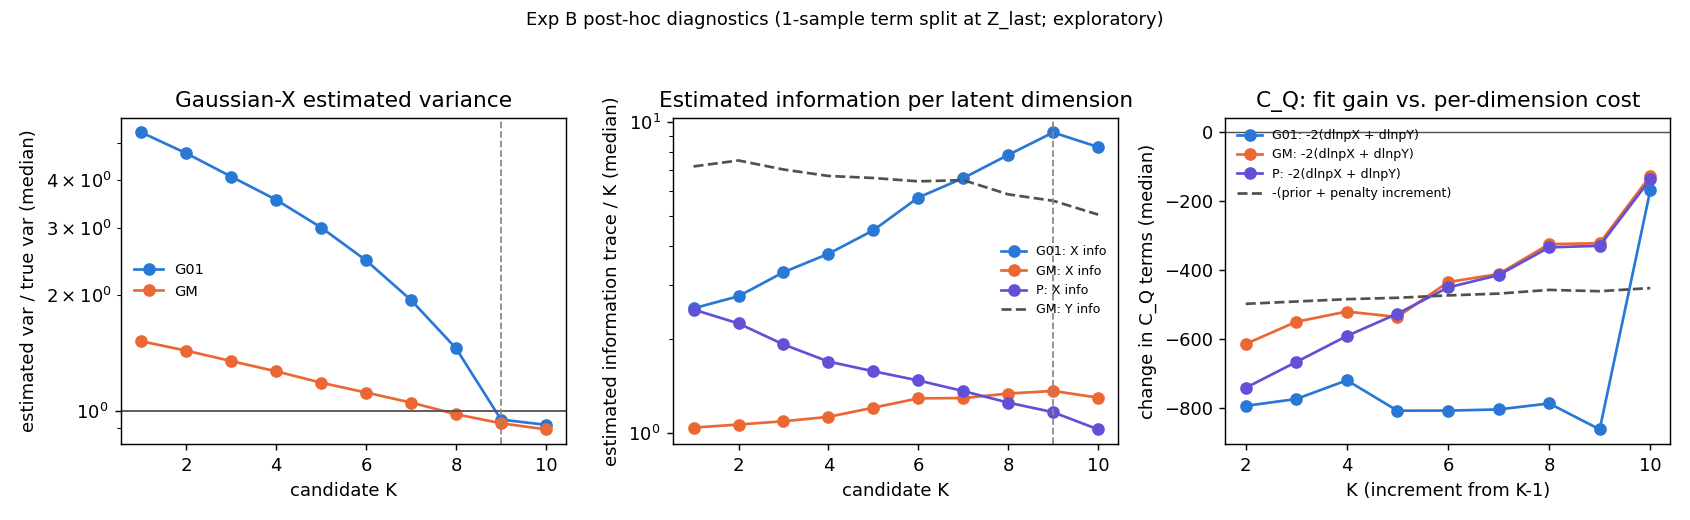 Exp B post-hoc diagnostics (1-sample term split at Z_last; exploratory)
Gaussian-X estimated variance
estimated var / true var (median)
4 × 10⁰
3 × 10⁰
2 × 10⁰
10⁰
G01
GM
2 4 6 8 10
candidate K
Estimated information per latent dimension
estimated information trace / K (median)
10¹
10⁰
G01: X info
GM: X info
P: X info
GM: Y info
2 4 6 8 10
candidate K
C_Q: fit gain vs. per-dimension cost
change in C_Q terms (median)
0
−200
−400
−600
−800
G01: -2(dlnpX + dlnpY)
GM: -2(dlnpX + dlnpY)
P: -2(dlnpX + dlnpY)
-(prior + penalty increment)
2 4 6 8 10
K (increment from K-1)